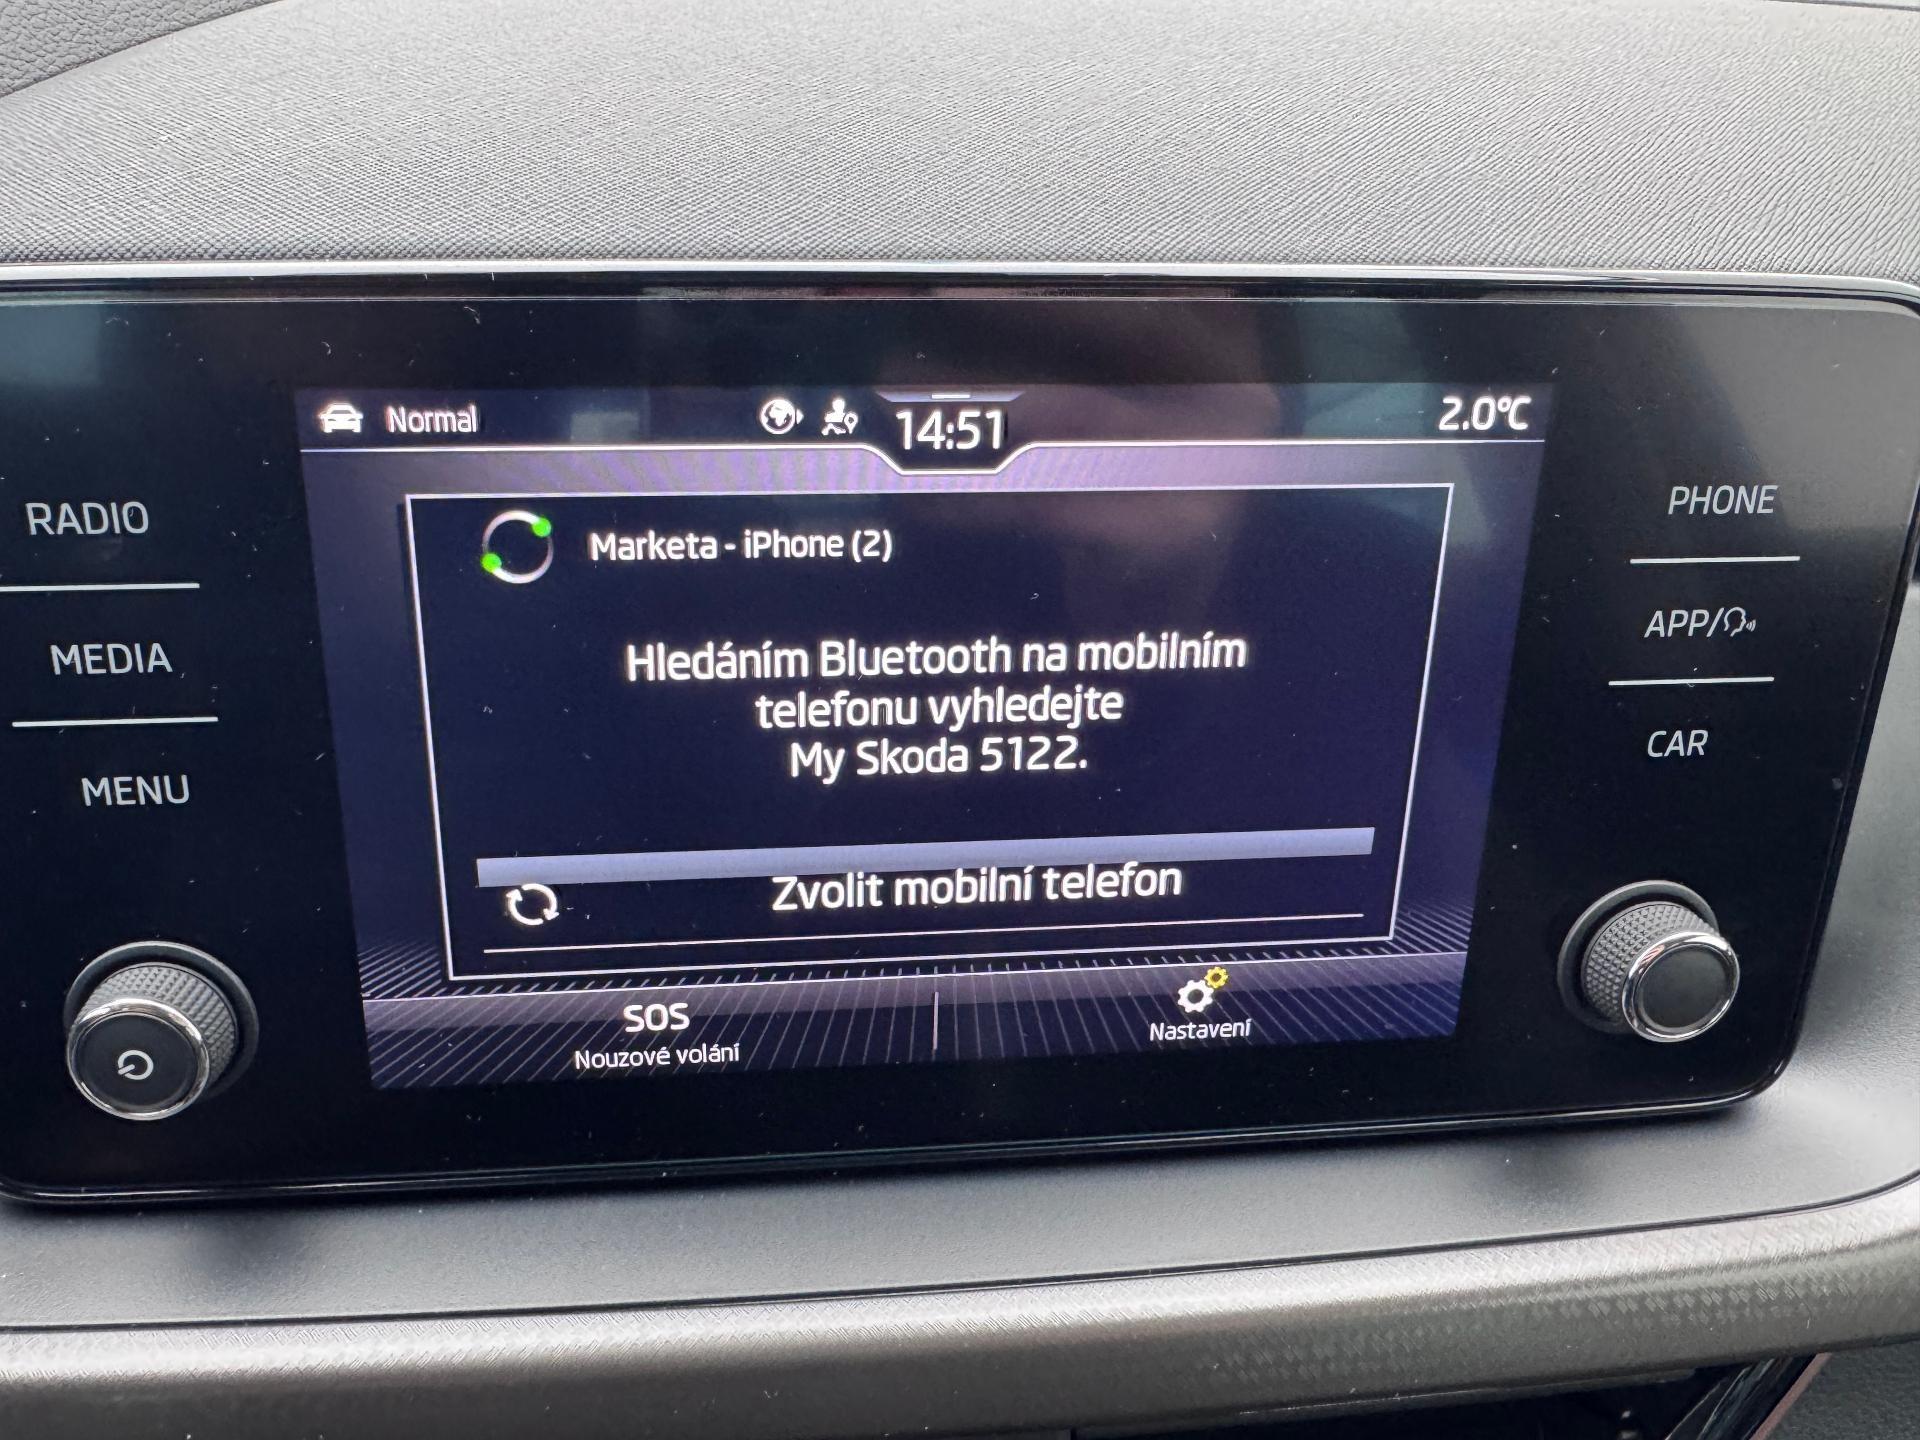 Normal
14:51
2.0°C
RADIO
MEDIA
MENU
Marketa - iPhone (2)
Hledáním Bluetooth na mobilním
telefonu vyhledejte
My Skoda 5122.
Zvolit mobilní telefon
SOS
Nouzové volání
Nastavení
PHONE
APP/
CAR